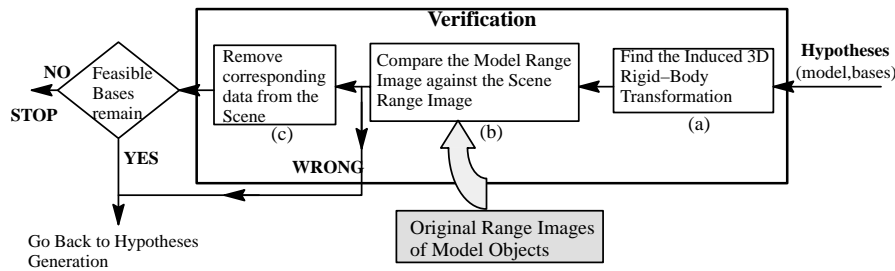 Verification
Hypotheses
(model,bases)
Find the Induced 3D
Rigid–Body
Transformation
(a)
Compare the Model Range
Image against the Scene
Range Image
(b)
Remove
corresponding
data from the
Scene
(c)
Feasible
Bases
remain
NO
STOP
YES
WRONG
Go Back to Hypotheses
Generation
Original Range Images
of Model Objects